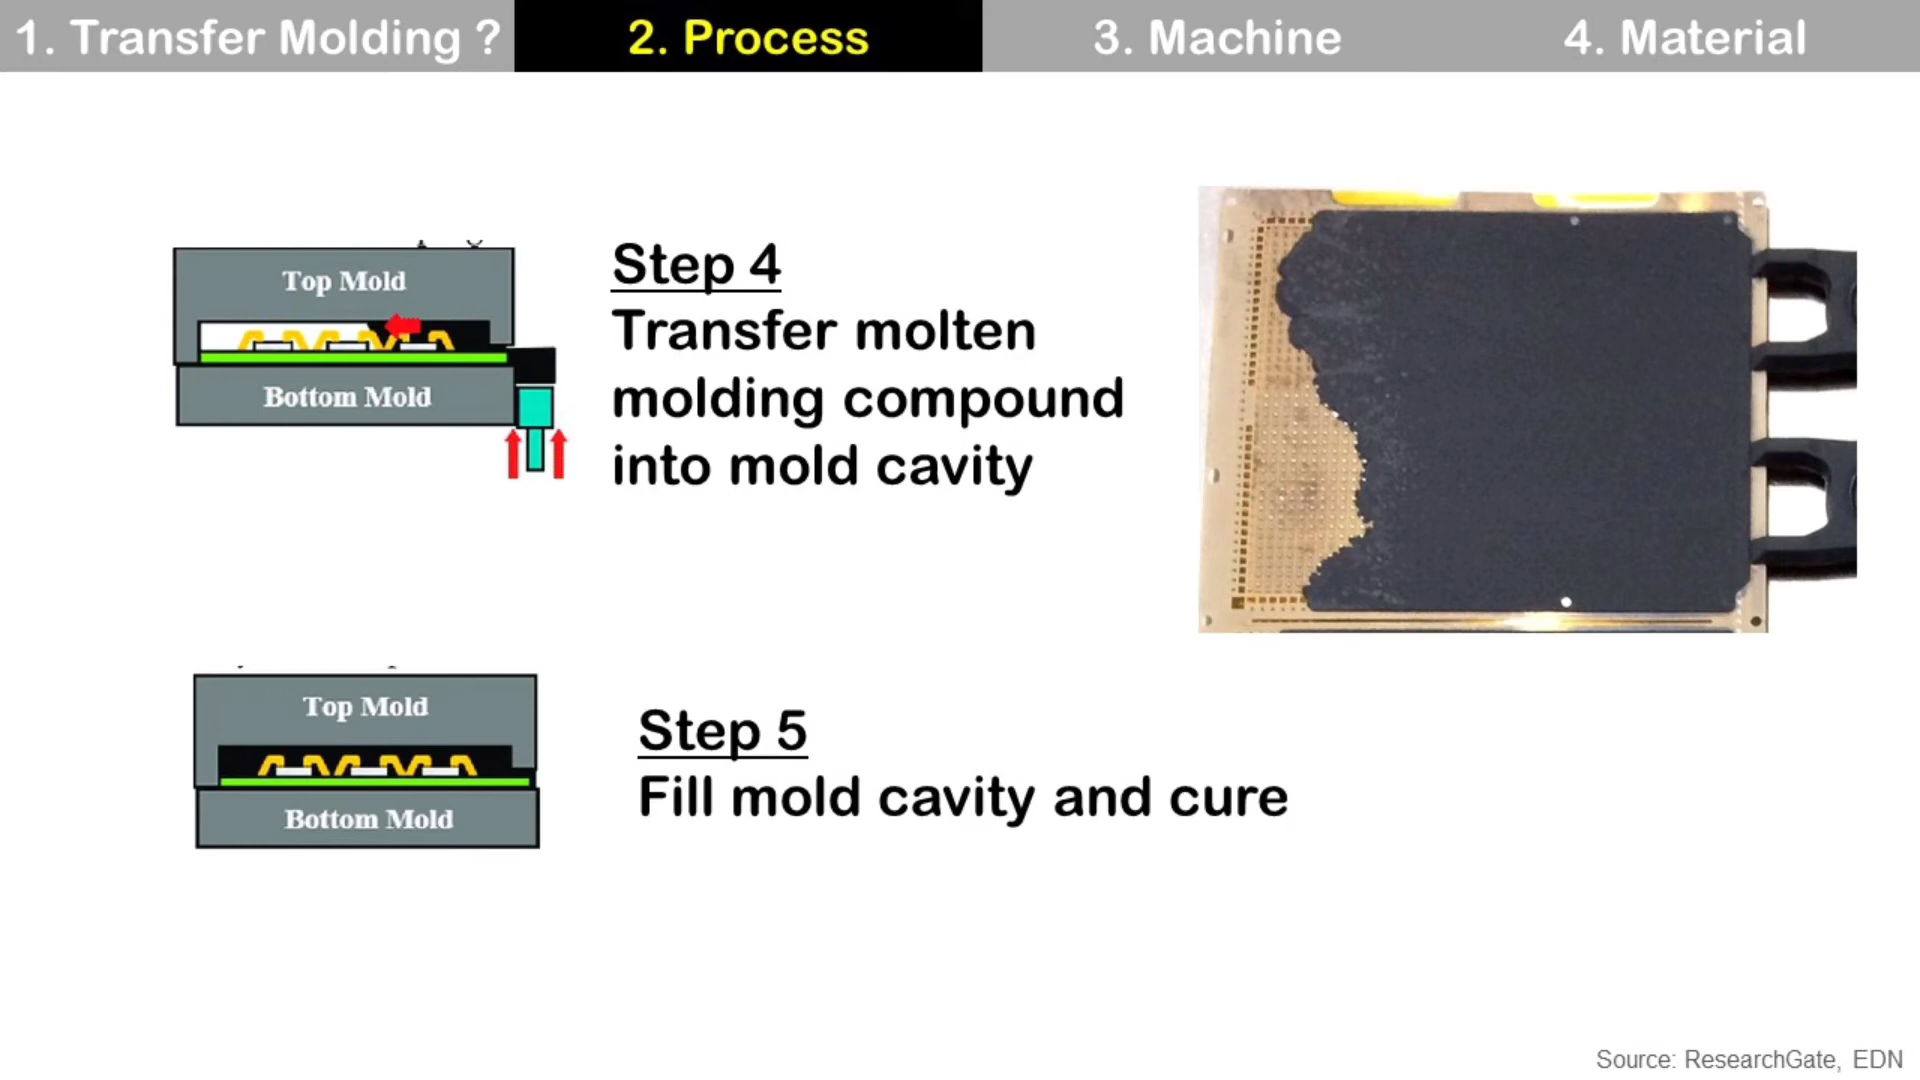 1. Transfer Molding ?
2. Process
3. Machine
4. Material
Top Mold
Bottom Mold
Step 4
Transfer molten
molding compound
into mold cavity
Top Mold
Bottom Mold
Step 5
Fill mold cavity and cure
Source: ResearchGate, EDN